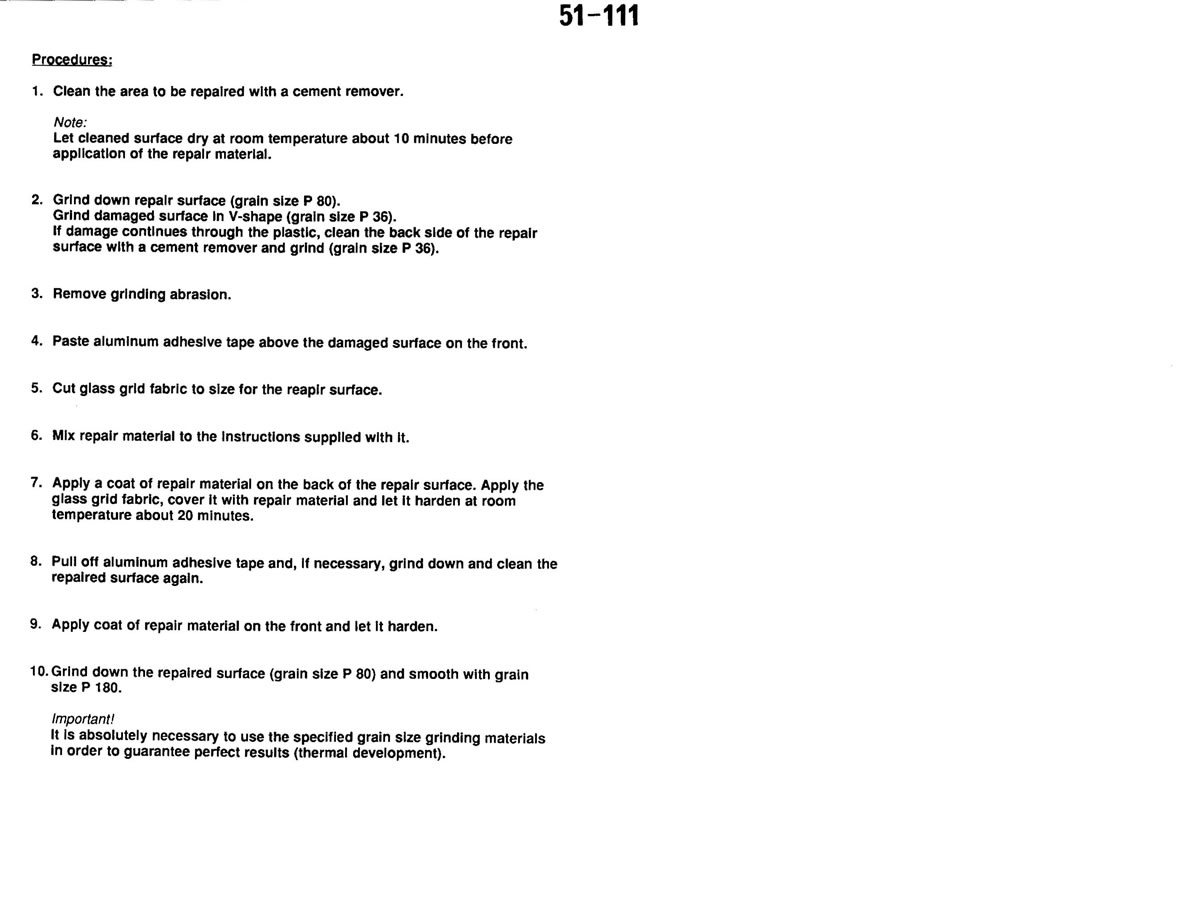 51-111
Procedures:
1. Clean the area to be repaired with a cement remover.
Note:
Let cleaned surface dry at room temperature about 10 minutes before
application of the repair material.
2. Grind down repair surface (grain size P 80).
Grind damaged surface in V-shape (grain size P 36).
If damage continues through the plastic, clean the back side of the repair
surface with a cement remover and grind (grain size P 36).
3. Remove grinding abrasion.
4. Paste aluminum adhesive tape above the damaged surface on the front.
5. Cut glass grid fabric to size for the reapir surface.
6. Mix repair material to the instructions supplied with it.
7. Apply a coat of repair material on the back of the repair surface. Apply the
glass grid fabric, cover it with repair material and let it harden at room
temperature about 20 minutes.
8. Pull off aluminum adhesive tape and, if necessary, grind down and clean the
repaired surface again.
9. Apply coat of repair material on the front and let it harden.
10. Grind down the repaired surface (grain size P 80) and smooth with grain
size P 180.
Important!
It is absolutely necessary to use the specified grain size grinding materials
in order to guarantee perfect results (thermal development).